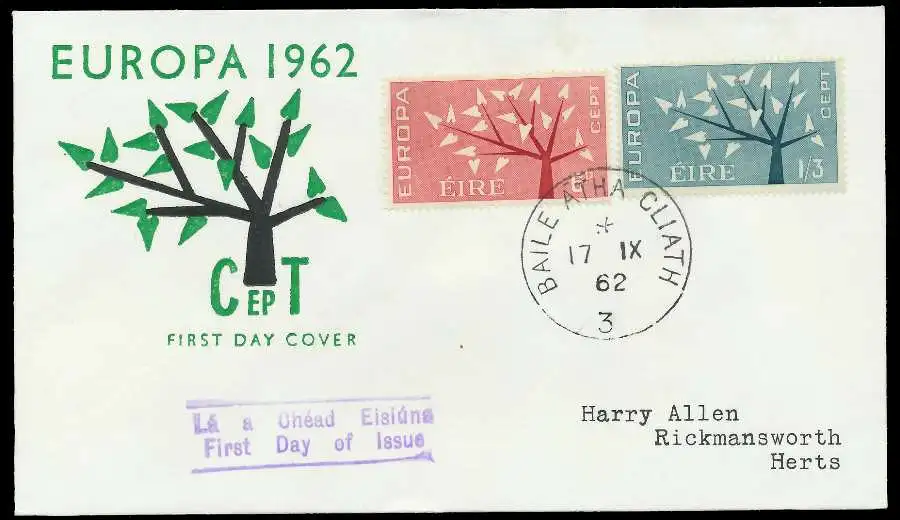 EUROPA 1962
CEPT
FIRST DAY COVER
EUROPA
CEPT
ÉIRE
EUROPA
CEPT
ÉIRE 1/3
BAILE ÁTHA CLIATH
*
17 IX
62
3
Lá a Chéad Eisiúna
First Day of Issue
Harry Allen
Rickmansworth
Herts